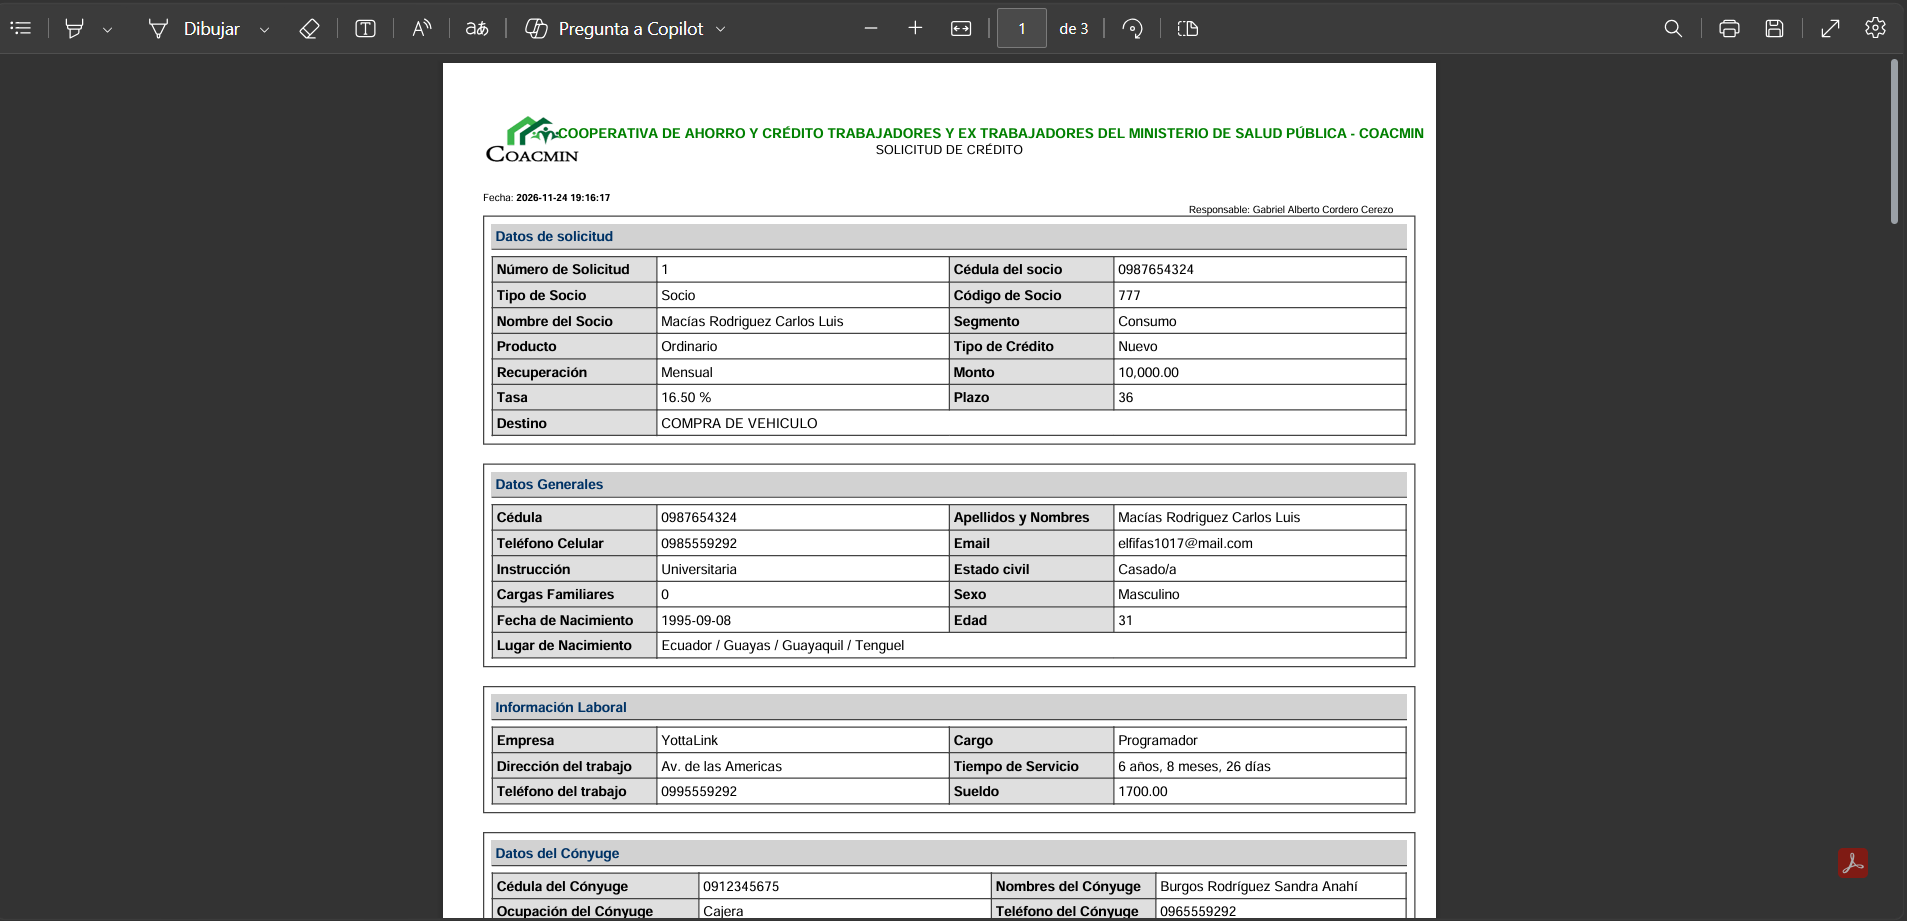 Dibujar
aあ
Pregunta a Copilot
1 de 3
COACMIN
COOPERATIVA DE AHORRO Y CRÉDITO TRABAJADORES Y EX TRABAJADORES DEL MINISTERIO DE SALUD PÚBLICA - COACMIN
SOLICITUD DE CRÉDITO
Fecha: 2026-11-24 19:16:17
Responsable: Gabriel Alberto Cordero Cerezo
Datos de solicitud
Número de Solicitud 1 Cédula del socio 0987654324
Tipo de Socio Socio Código de Socio 777
Nombre del Socio Macías Rodriguez Carlos Luis Segmento Consumo
Producto Ordinario Tipo de Crédito Nuevo
Recuperación Mensual Monto 10,000.00
Tasa 16.50 % Plazo 36
Destino COMPRA DE VEHICULO
Datos Generales
Cédula 0987654324 Apellidos y Nombres Macías Rodriguez Carlos Luis
Teléfono Celular 0985559292 Email elfifas1017@mail.com
Instrucción Universitaria Estado civil Casado/a
Cargas Familiares 0 Sexo Masculino
Fecha de Nacimiento 1995-09-08 Edad 31
Lugar de Nacimiento Ecuador / Guayas / Guayaquil / Tenguel
Información Laboral
Empresa YottaLink Cargo Programador
Dirección del trabajo Av. de las Americas Tiempo de Servicio 6 años, 8 meses, 26 días
Teléfono del trabajo 0995559292 Sueldo 1700.00
Datos del Cónyuge
Cédula del Cónyuge 0912345675 Nombres del Cónyuge Burgos Rodríguez Sandra Anahí
Ocupación del Cónyuge Cajera Teléfono del Cónyuge 0965559292